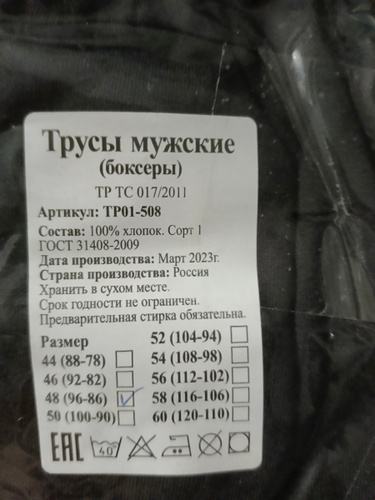 Трусы мужские
(боксеры)
ТР ТС 017/2011
Артикул: ТР01-508
Состав: 100% хлопок. Сорт 1
ГОСТ 31408-2009
Дата производства: Март 2023г.
Страна производства: Россия
Хранить в сухом месте.
Срок годности не ограничен.
Предварительная стирка обязательна.
Размер
44 (88-78)
46 (92-82)
48 (96-86)
50 (100-90)
52 (104-94)
54 (108-98)
56 (112-102)
58 (116-106)
60 (120-110)
ЕАС 40